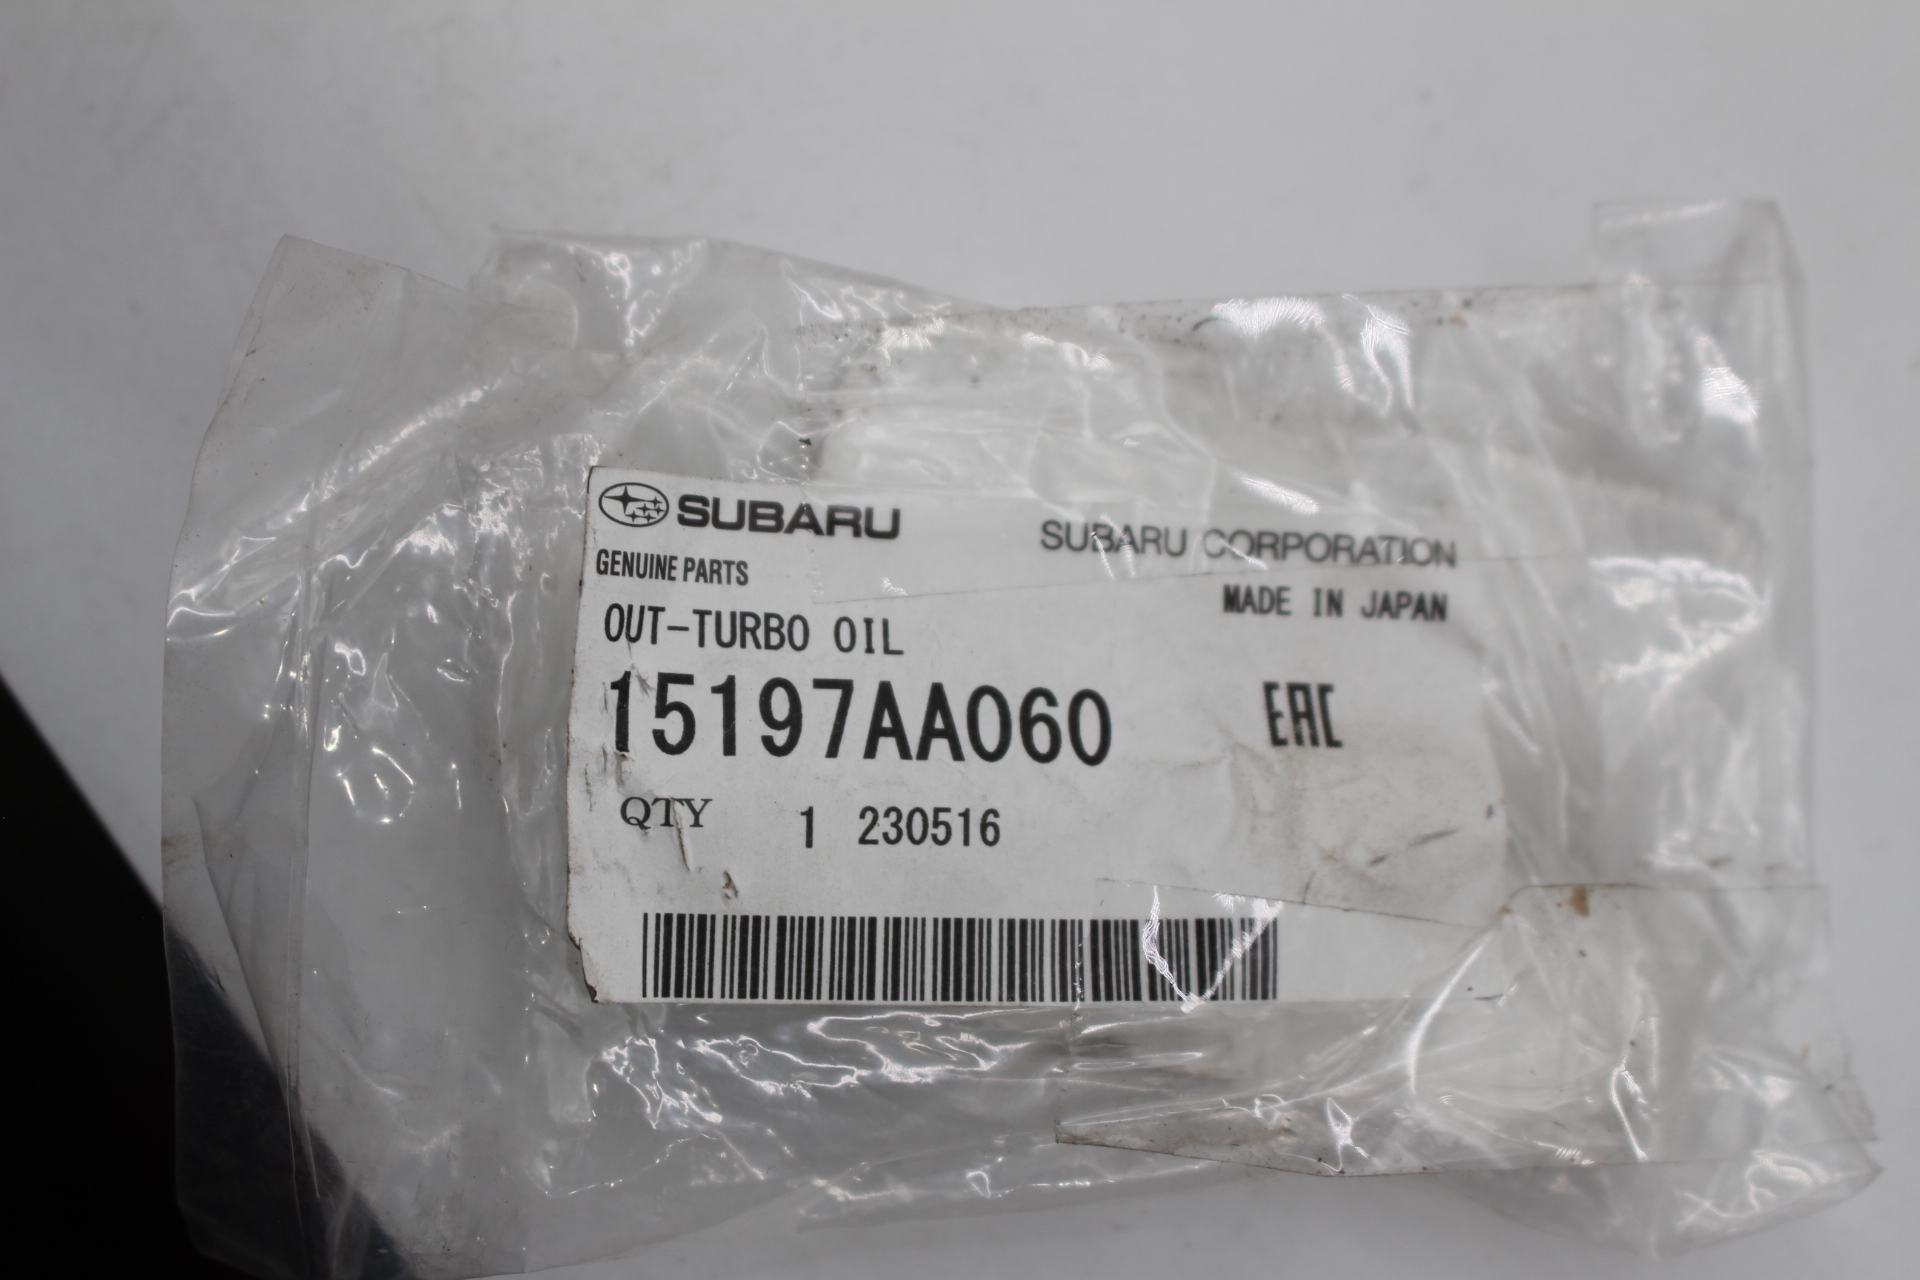 SUBARU
SUBARU CORPORATION
GENUINE PARTS
MADE IN JAPAN
OUT-TURBO OIL
15197AA060
EAC
QTY 1 230516